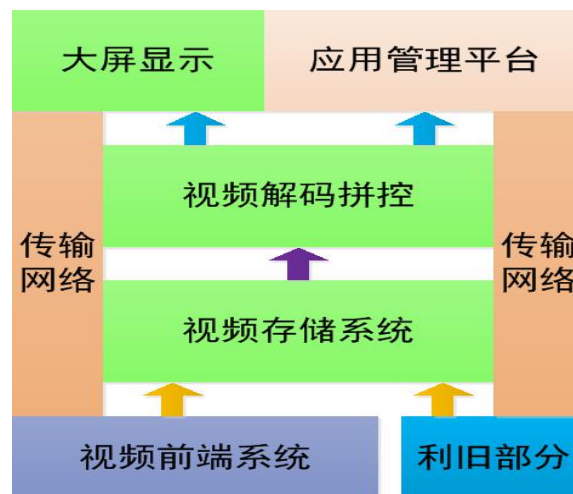 大屏显示
应用管理平台
视频解码拼控
传输
网络
传输
网络
视频存储系统
视频前端系统
利旧部分